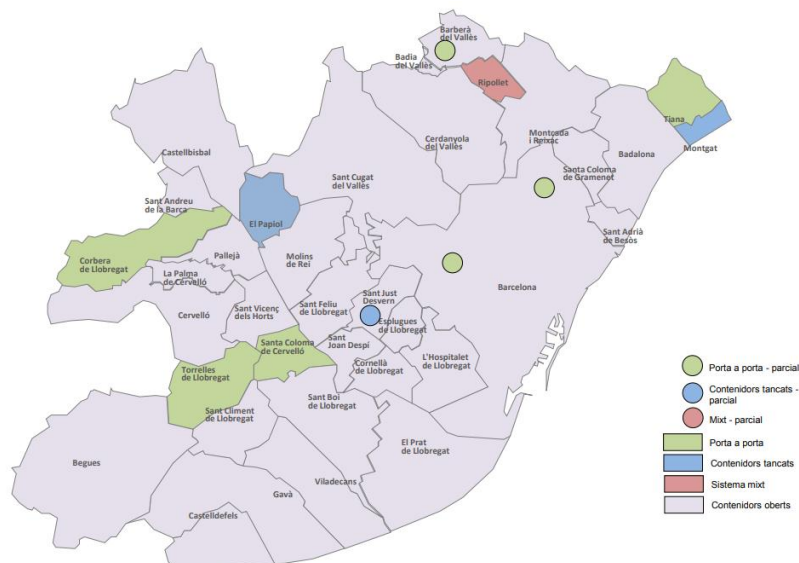 Barberà
del Vallès
Badia
del Vallès
Ripollet
Tiana
Montgat
Castellbisbal
Cerdanyola
del Vallès
Montcada
i Reixac
Badalona
Sant Cugat
del Vallès
Santa Coloma
de Gramenet
Sant Andreu
de la Barca
El Papiol
Sant Adrià
de Besòs
Corbera
de Llobregat
Pallejà
Molins
de Rei
La Palma
de Cervelló
Barcelona
Cervelló
Sant Vicenç
dels Horts
Sant Feliu
de Llobregat
Sant Just
Desvern
Esplugues
de Llobregat
Santa Coloma
de Cervelló
Sant
Joan Despí
Cornellà
de Llobregat
L'Hospitalet
de Llobregat
Torrelles
de Llobregat
Sant Climent
de Llobregat
Sant Boi
de Llobregat
El Prat
de Llobregat
Begues
Viladecans
Gavà
Castelldefels
Porta a porta - parcial
Contenidors tancats -
parcial
Mixt - parcial
Porta a porta
Contenidors tancats
Sistema mixt
Contenidors oberts